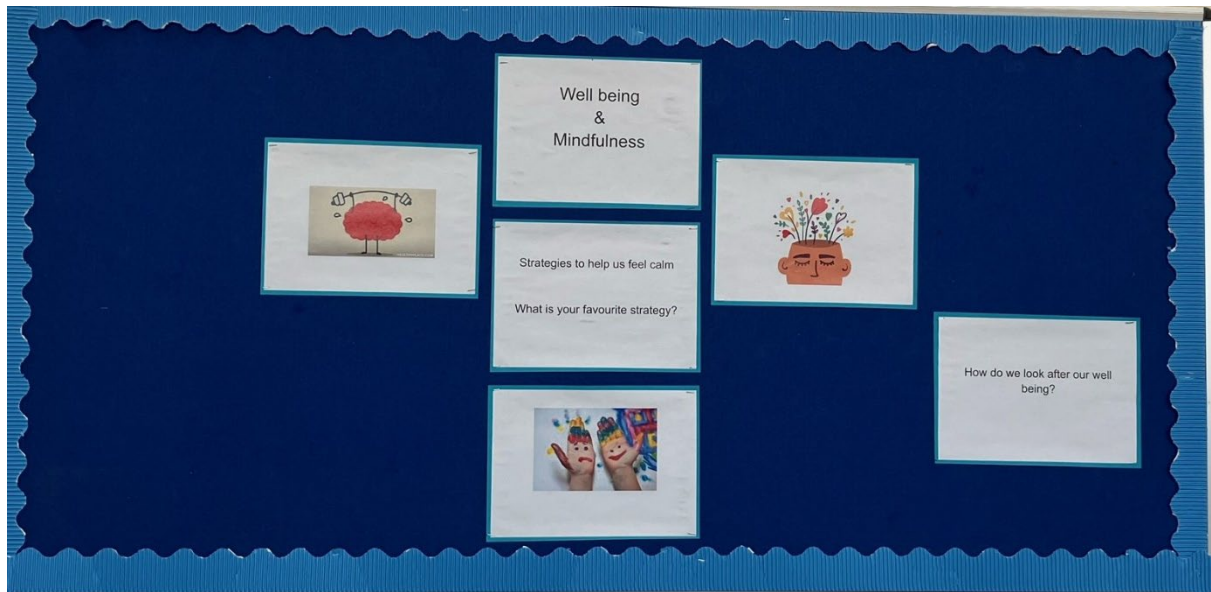 Well being
&
Mindfulness
Strategies to help us feel calm
What is your favourite strategy?
How do we look after our well
being?